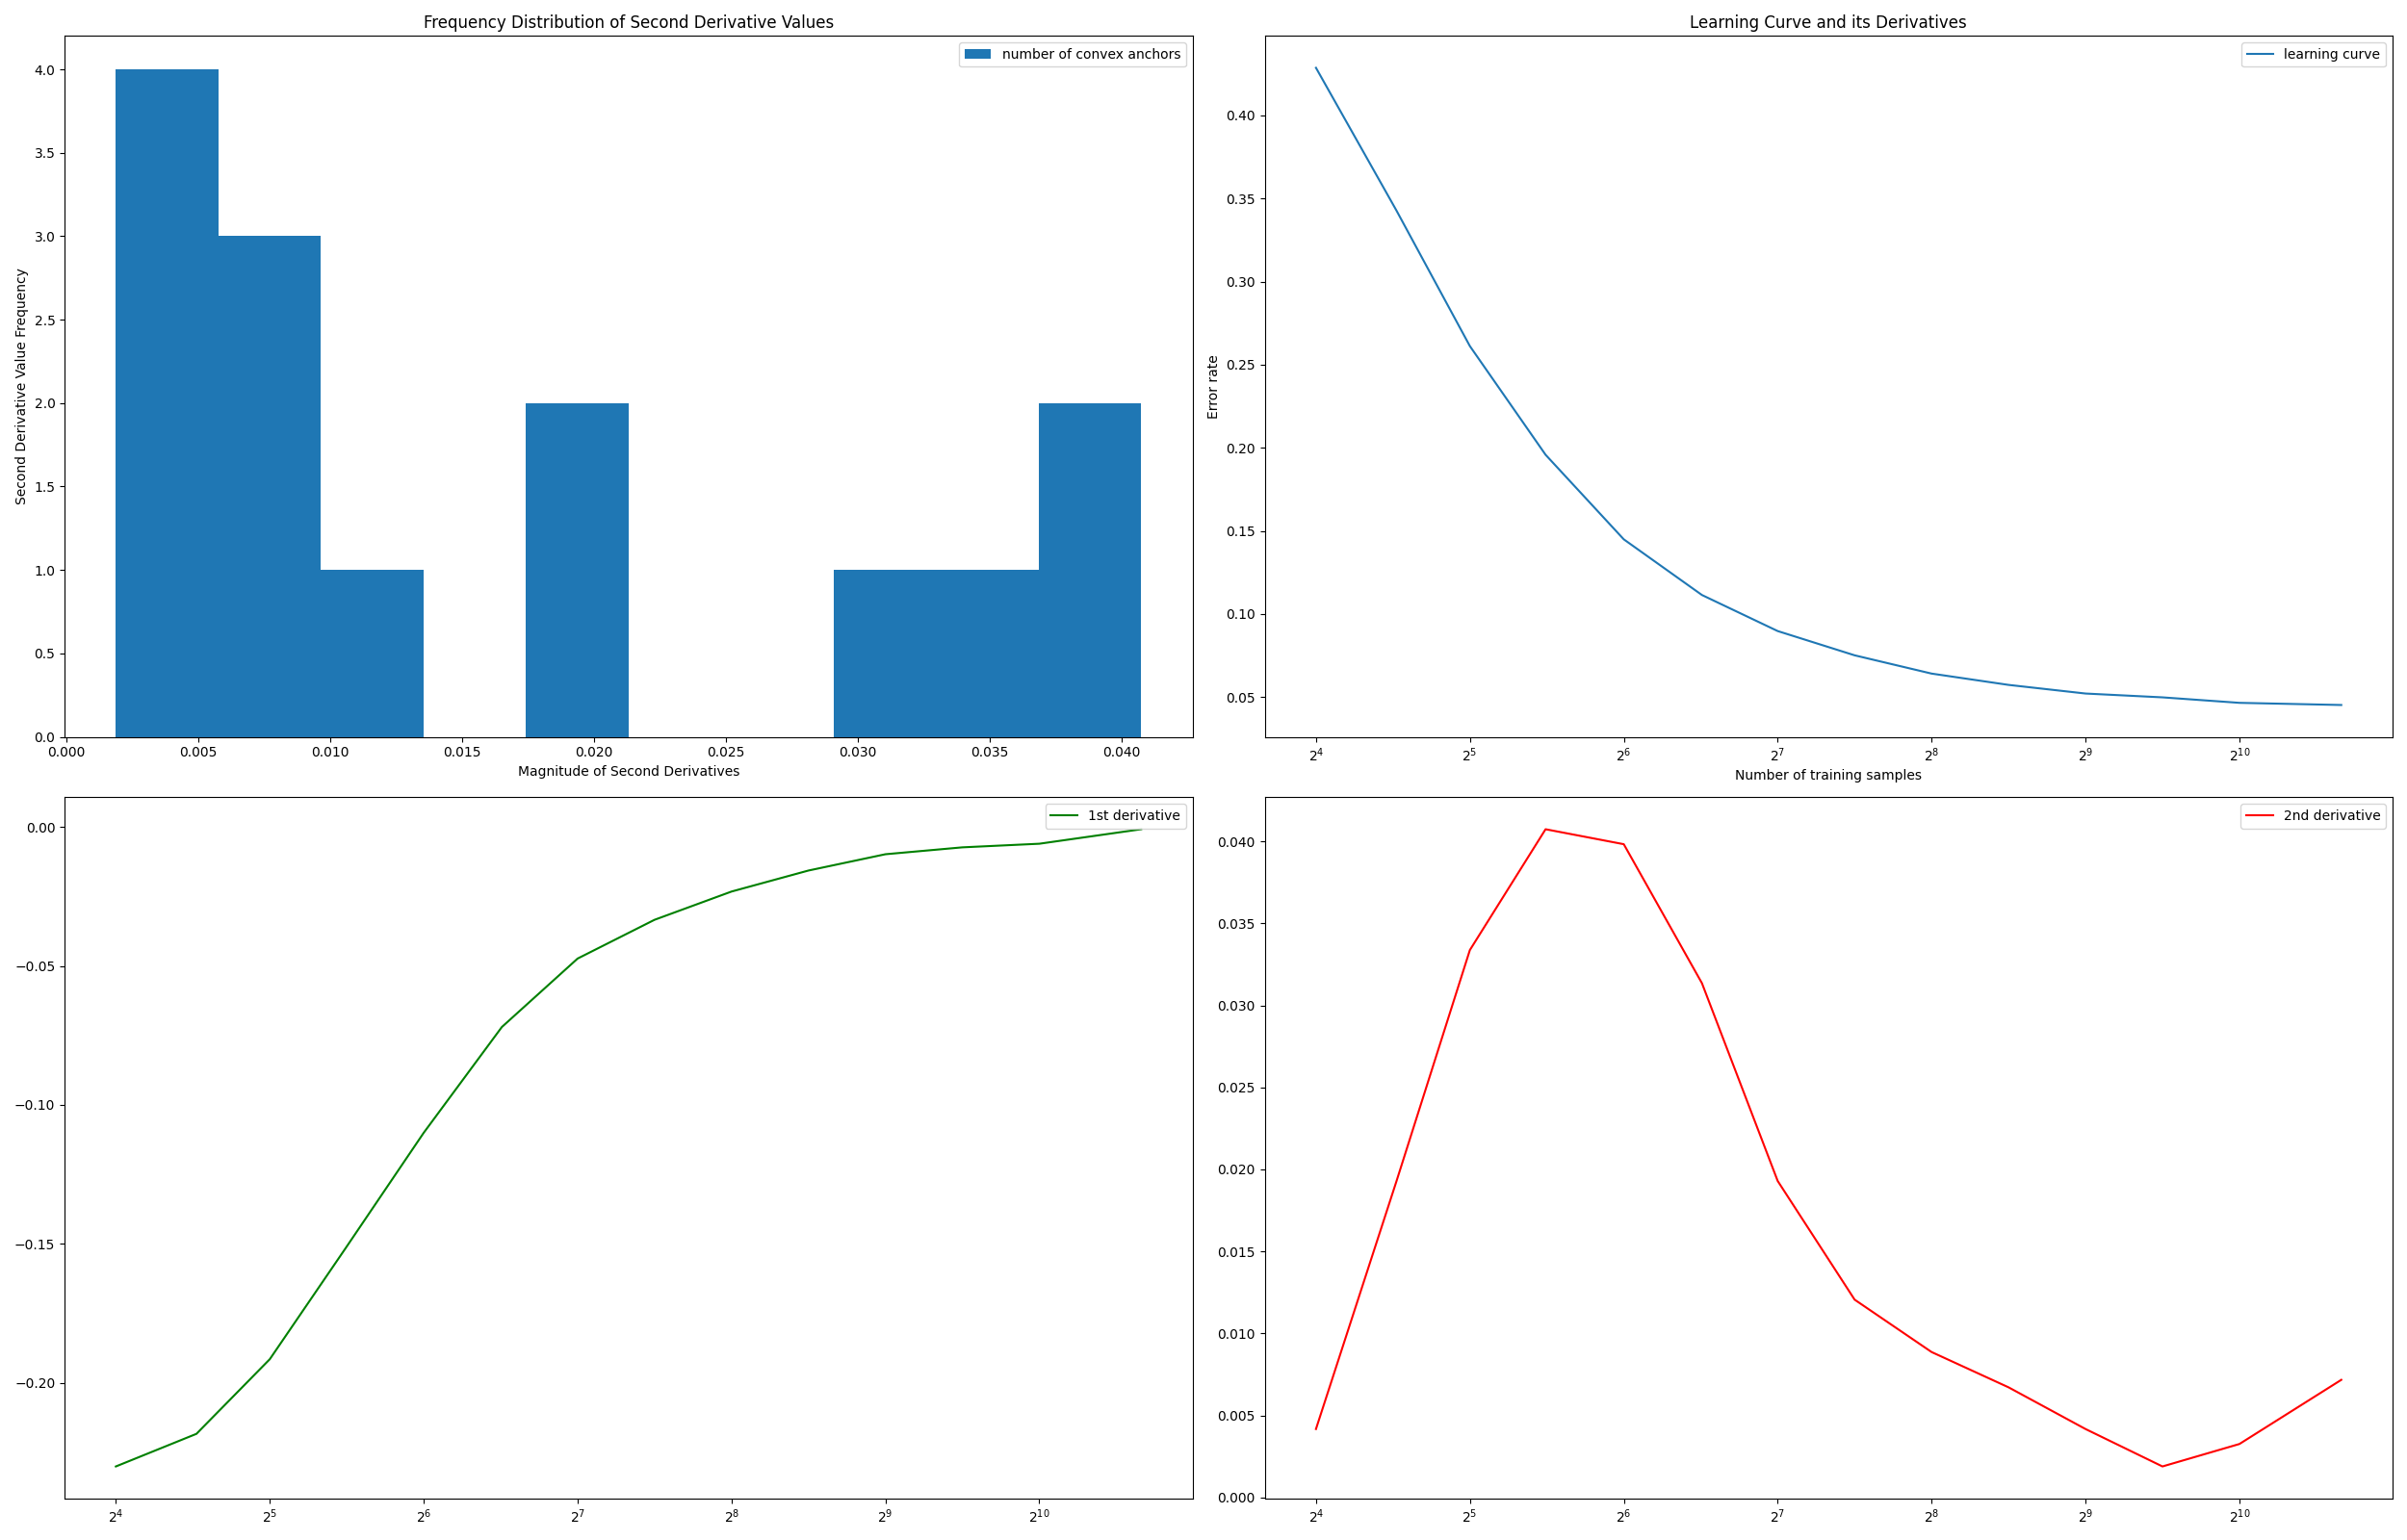 Frequency Distribution of Second Derivative Values
number of convex anchors
4.0
3.5
3.0
2.5
2.0
1.5
1.0
0.5
0.0
Second Derivative Value Frequency
0.000 0.005 0.010 0.015 0.020 0.025 0.030 0.035 0.040
Magnitude of Second Derivatives
Learning Curve and its Derivatives
learning curve
0.40
0.35
0.30
0.25
0.20
0.15
0.10
0.05
Error rate
2⁴ 2⁵ 2⁶ 2⁷ 2⁸ 2⁹ 2¹⁰
Number of training samples
1st derivative
0.00
−0.05
−0.10
−0.15
−0.20
2⁴ 2⁵ 2⁶ 2⁷ 2⁸ 2⁹ 2¹⁰
2nd derivative
0.040
0.035
0.030
0.025
0.020
0.015
0.010
0.005
0.000
2⁴ 2⁵ 2⁶ 2⁷ 2⁸ 2⁹ 2¹⁰